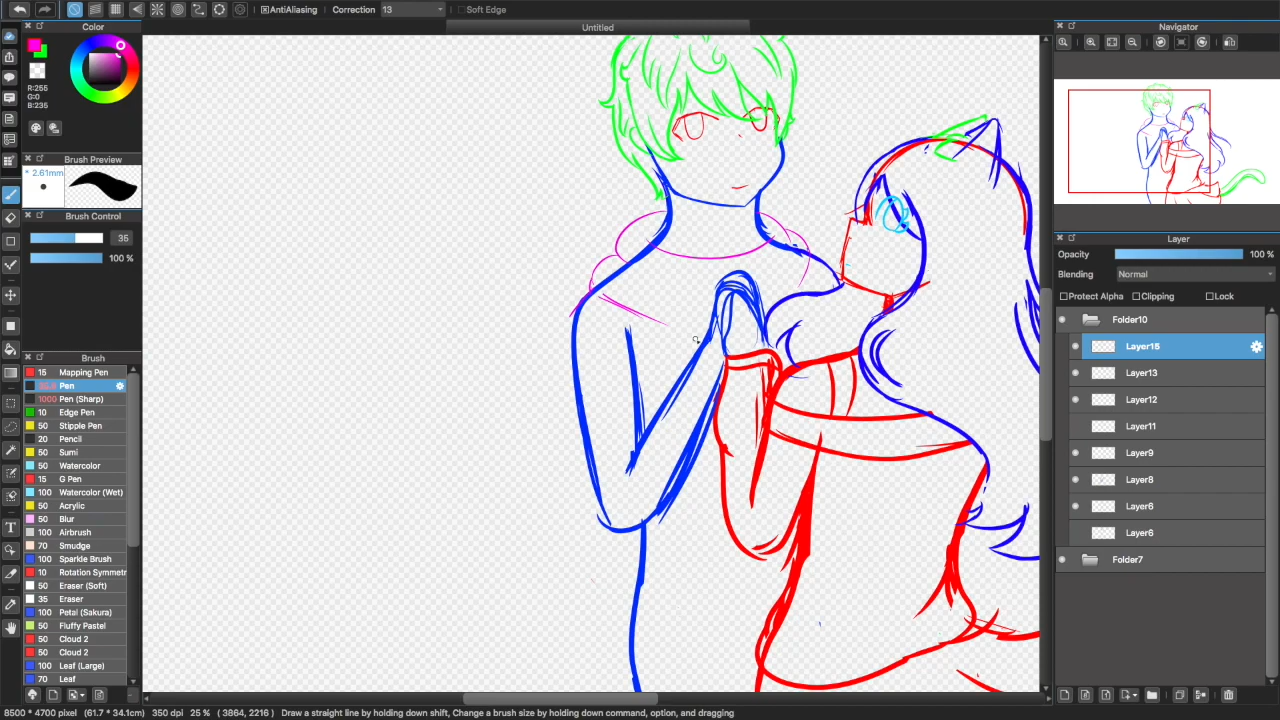 AntiAliasing Correction 13 Soft Edge
Untitled
Color
R:255
G:0
B:235
Brush Preview
* 2.61mm
Brush Control
35
100 %
Brush
15 Mapping Pen
Pen
1000 Pen (Sharp)
10 Edge Pen
50 Stipple Pen
20 Pencil
50 Sumi
50 Watercolor
15 G Pen
100 Watercolor (Wet)
50 Acrylic
50 Blur
100 Airbrush
70 Smudge
100 Sparkle Brush
10 Rotation Symmetr
50 Eraser (Soft)
35 Eraser
100 Petal (Sakura)
50 Fluffy Pastel
50 Cloud 2
50 Cloud 2
100 Leaf (Large)
70 Leaf
Navigator
Layer
Opacity 100 %
Blending Normal
Protect Alpha Clipping Lock
Folder10
Layer15
Layer13
Layer12
Layer11
Layer9
Layer8
Layer6
Layer6
Folder7
8500 * 4700 pixel (61.7 * 34.1cm) 350 dpi 25 % ( 3864, 2216 ) Draw a straight line by holding down shift, Change a brush size by holding down command, option, and dragging